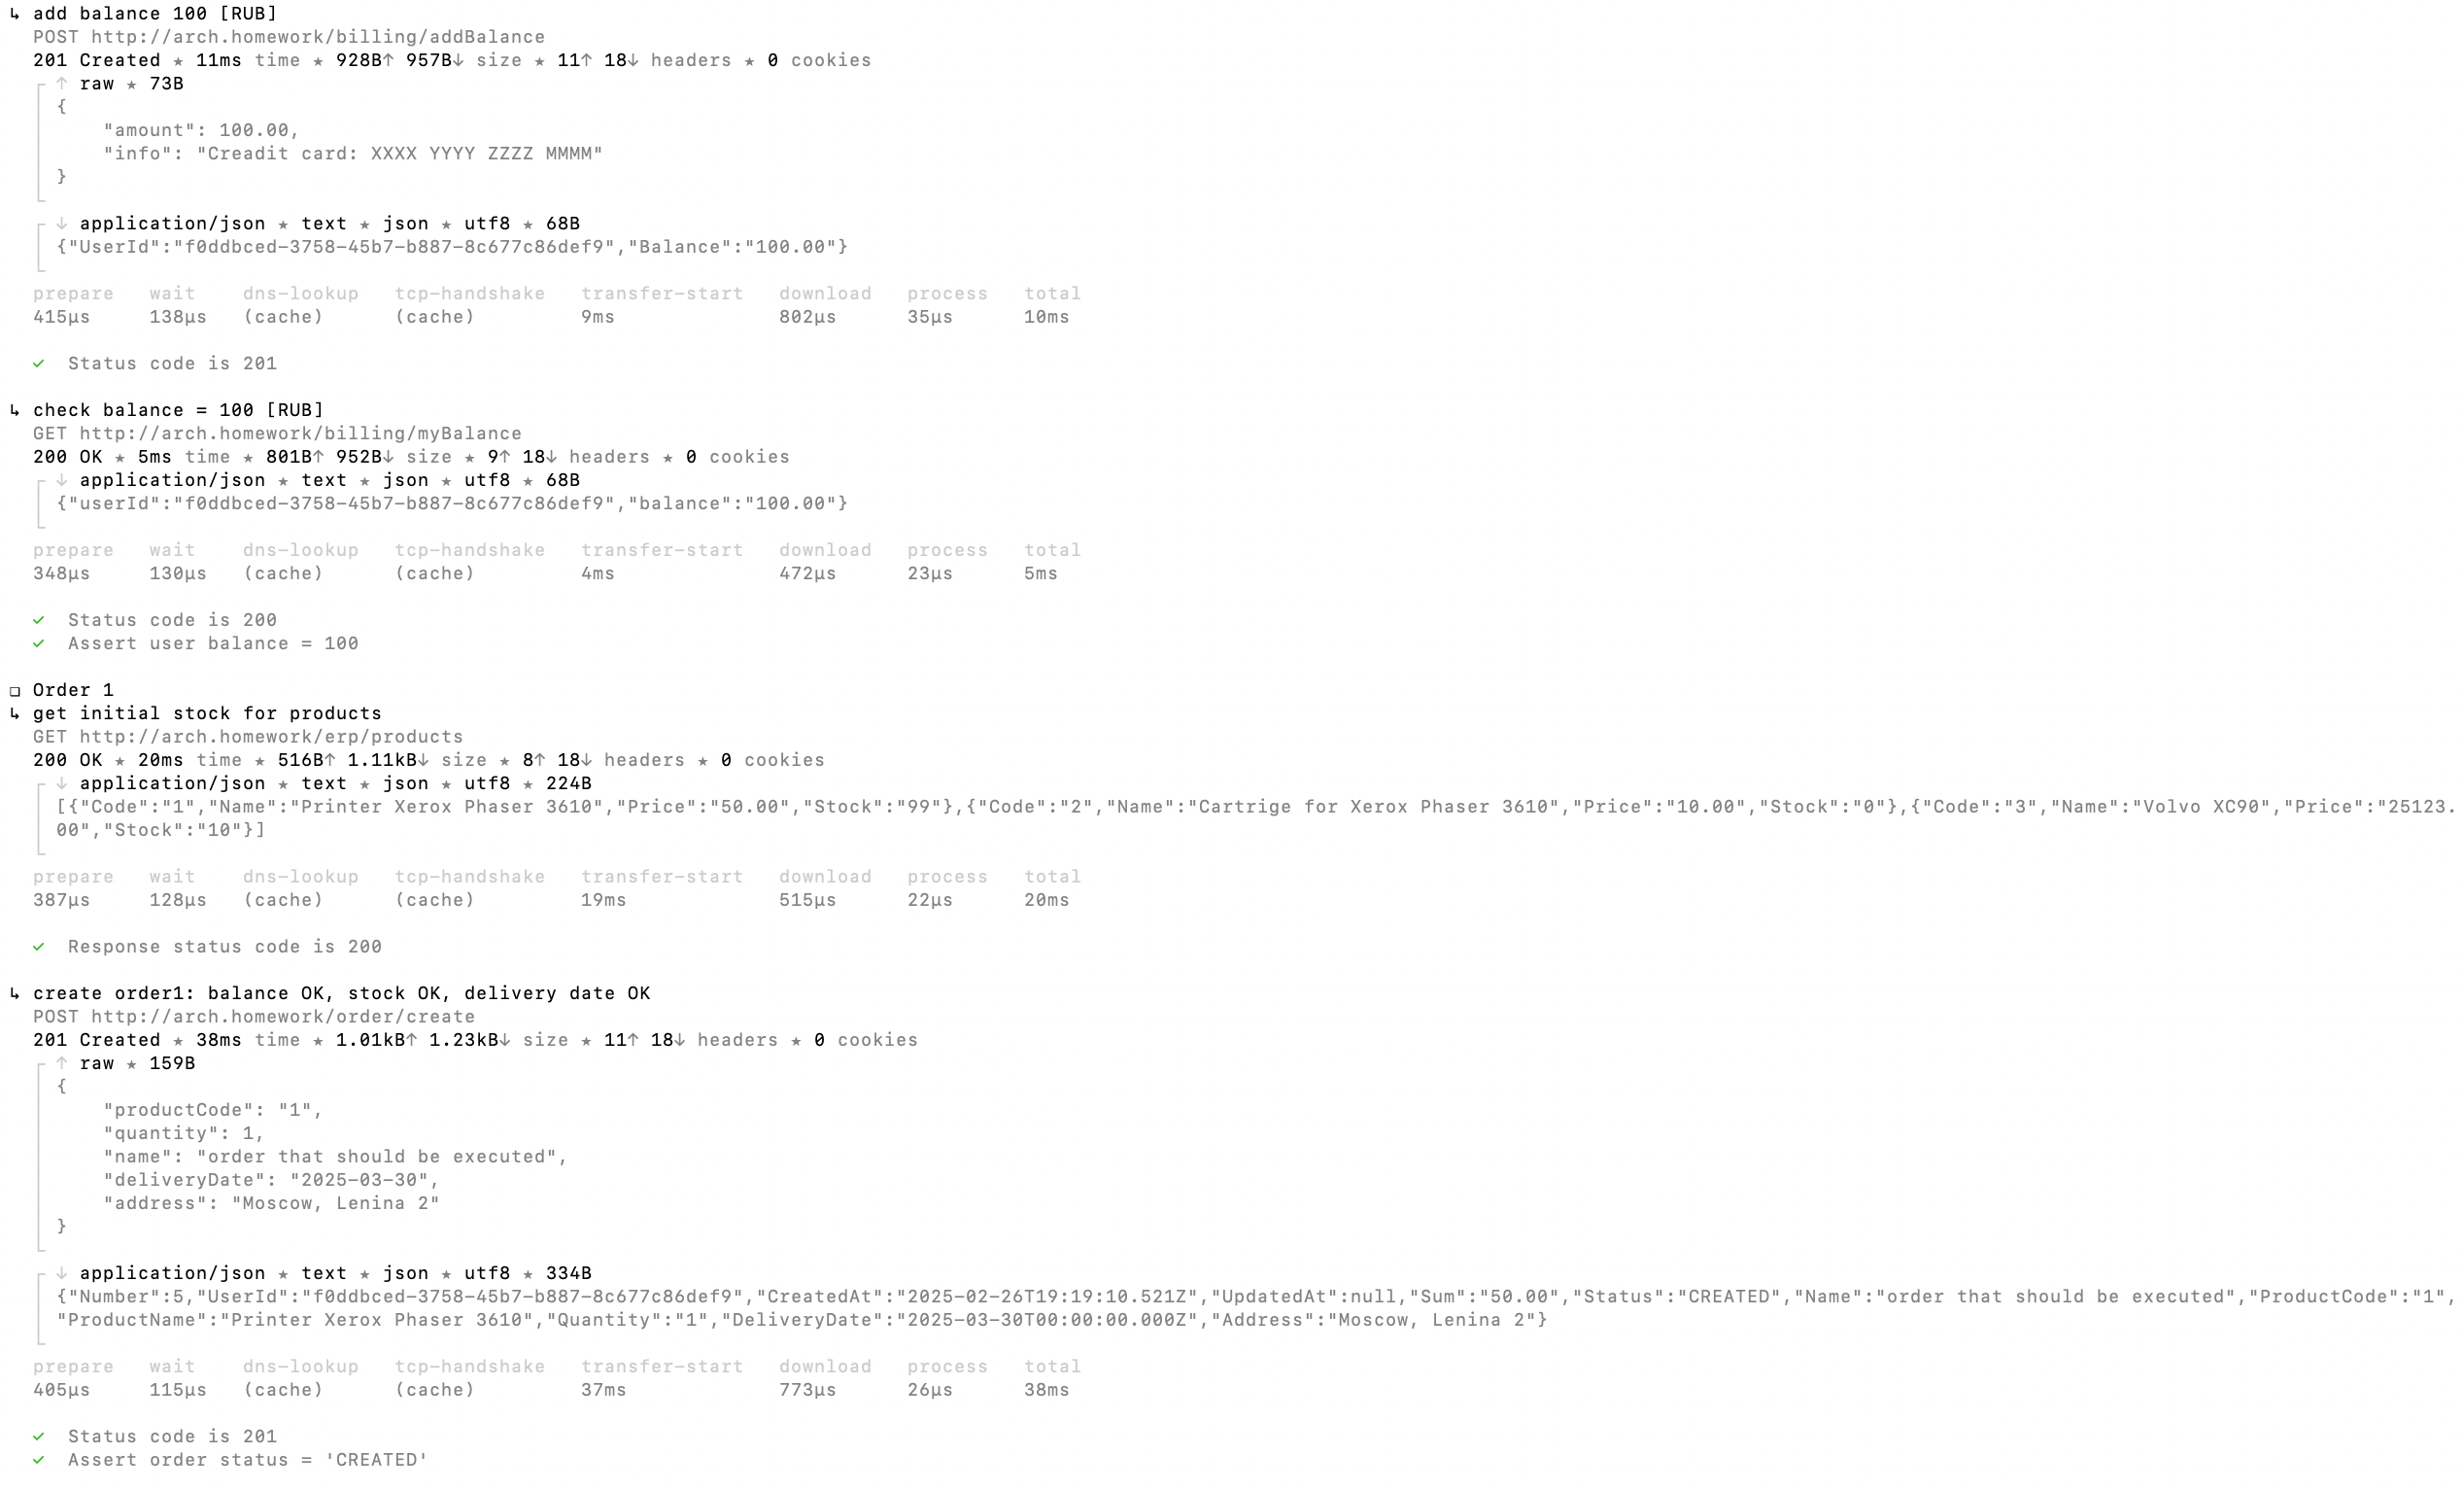 ↳ add balance 100 [RUB]
  POST http://arch.homework/billing/addBalance
  201 Created ★ 11ms time ★ 928B↑ 957B↓ size ★ 11↑ 18↓ headers ★ 0 cookies
  ┌ ↑ raw ★ 73B
  │ {
  │     "amount": 100.00,
  │     "info": "Creadit card: XXXX YYYY ZZZZ MMMM"
  │ }
  └
  ┌ ↓ application/json ★ text ★ json ★ utf8 ★ 68B
  │ {"UserId":"f0ddbced-3758-45b7-b887-8c677c86def9","Balance":"100.00"}
  └
  prepare   wait    dns-lookup   tcp-handshake   transfer-start   download   process   total
  415µs     138µs   (cache)      (cache)         9ms              802µs      35µs      10ms

  ✓  Status code is 201

↳ check balance = 100 [RUB]
  GET http://arch.homework/billing/myBalance
  200 OK ★ 5ms time ★ 801B↑ 952B↓ size ★ 9↑ 18↓ headers ★ 0 cookies
  ┌ ↓ application/json ★ text ★ json ★ utf8 ★ 68B
  │ {"userId":"f0ddbced-3758-45b7-b887-8c677c86def9","balance":"100.00"}
  └
  prepare   wait    dns-lookup   tcp-handshake   transfer-start   download   process   total
  348µs     130µs   (cache)      (cache)         4ms              472µs      23µs      5ms

  ✓  Status code is 200
  ✓  Assert user balance = 100

❏ Order 1
↳ get initial stock for products
  GET http://arch.homework/erp/products
  200 OK ★ 20ms time ★ 516B↑ 1.11kB↓ size ★ 8↑ 18↓ headers ★ 0 cookies
  ┌ ↓ application/json ★ text ★ json ★ utf8 ★ 224B
  │ [{"Code":"1","Name":"Printer Xerox Phaser 3610","Price":"50.00","Stock":"99"},{"Code":"2","Name":"Cartrige for Xerox Phaser 3610","Price":"10.00","Stock":"0"},{"Code":"3","Name":"Volvo XC90","Price":"25123.
  │ 00","Stock":"10"}]
  └
  prepare   wait    dns-lookup   tcp-handshake   transfer-start   download   process   total
  387µs     128µs   (cache)      (cache)         19ms             515µs      22µs      20ms

  ✓  Response status code is 200

↳ create order1: balance OK, stock OK, delivery date OK
  POST http://arch.homework/order/create
  201 Created ★ 38ms time ★ 1.01kB↑ 1.23kB↓ size ★ 11↑ 18↓ headers ★ 0 cookies
  ┌ ↑ raw ★ 159B
  │ {
  │     "productCode": "1",
  │     "quantity": 1,
  │     "name": "order that should be executed",
  │     "deliveryDate": "2025-03-30",
  │     "address": "Moscow, Lenina 2"
  │ }
  └
  ┌ ↓ application/json ★ text ★ json ★ utf8 ★ 334B
  │ {"Number":5,"UserId":"f0ddbced-3758-45b7-b887-8c677c86def9","CreatedAt":"2025-02-26T19:19:10.521Z","UpdatedAt":null,"Sum":"50.00","Status":"CREATED","Name":"order that should be executed","ProductCode":"1",
  │ "ProductName":"Printer Xerox Phaser 3610","Quantity":"1","DeliveryDate":"2025-03-30T00:00:00.000Z","Address":"Moscow, Lenina 2"}
  └
  prepare   wait    dns-lookup   tcp-handshake   transfer-start   download   process   total
  405µs     115µs   (cache)      (cache)         37ms             773µs      26µs      38ms

  ✓  Status code is 201
  ✓  Assert order status = 'CREATED'